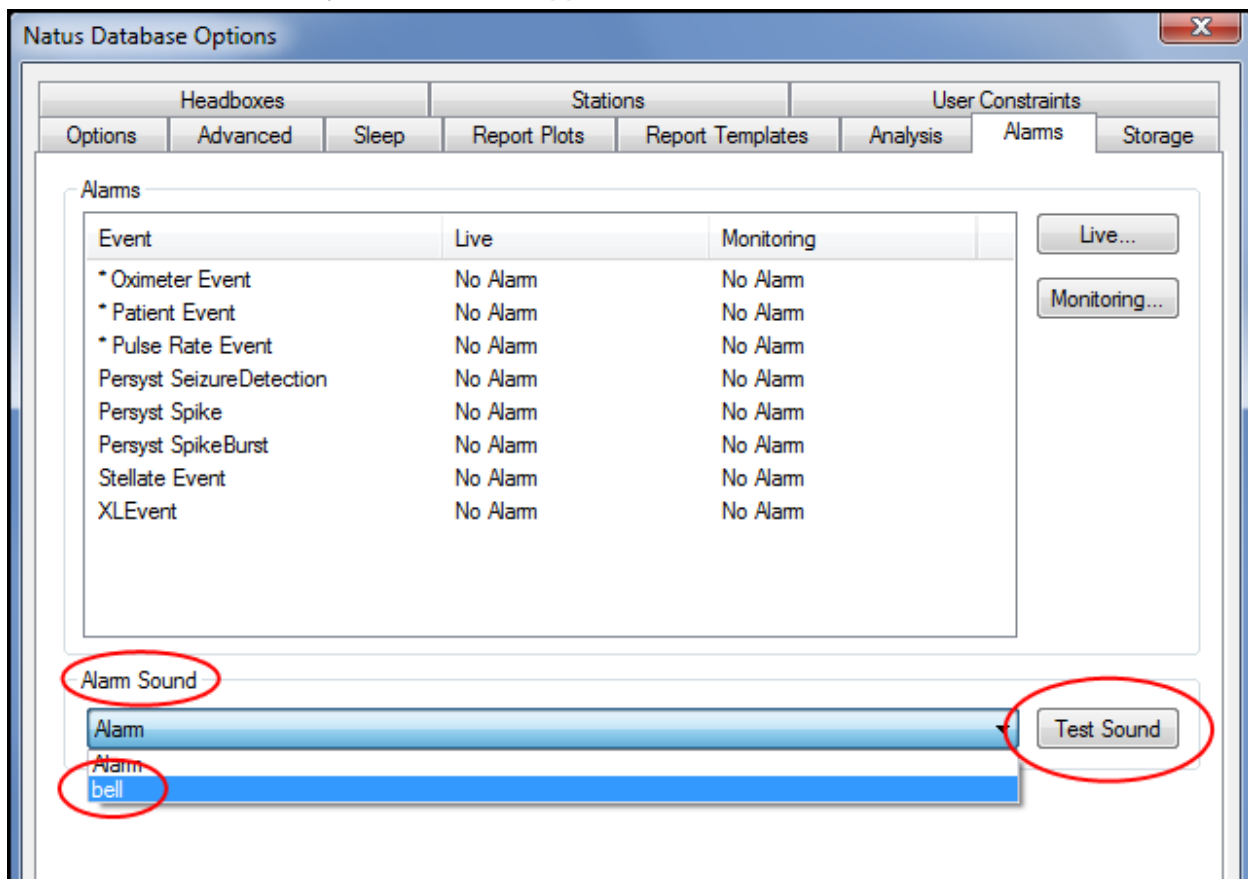 Natus Database Options
Headboxes Stations User Constraints
Options Advanced Sleep Report Plots Report Templates Analysis Alarms Storage
Alarms
Event Live Monitoring Live...
* Oximeter Event No Alarm No Alarm Monitoring...
* Patient Event No Alarm No Alarm
* Pulse Rate Event No Alarm No Alarm
Persyst SeizureDetection No Alarm No Alarm
Persyst Spike No Alarm No Alarm
Persyst SpikeBurst No Alarm No Alarm
Stellate Event No Alarm No Alarm
XLEvent No Alarm No Alarm
Alarm Sound
Alarm Test Sound
Alarm
bell